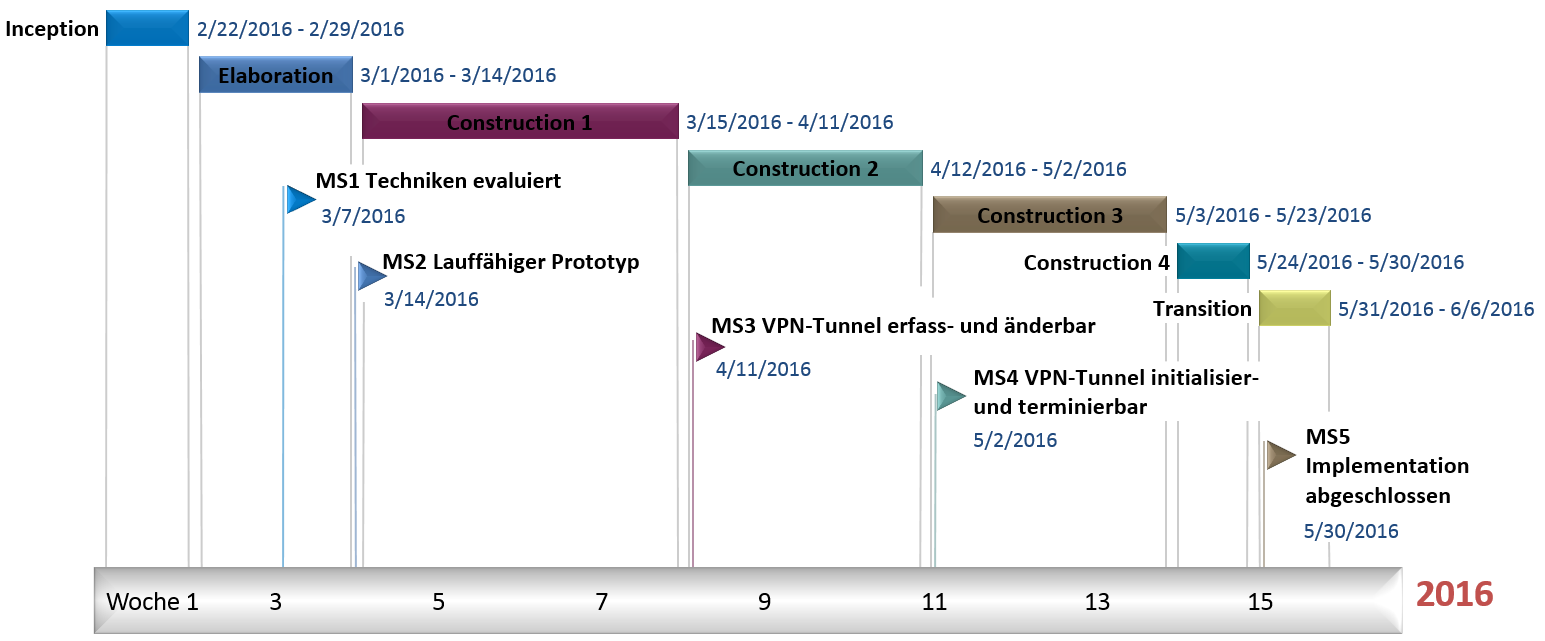 Inception
2/22/2016 - 2/29/2016
Elaboration
3/1/2016 - 3/14/2016
Construction 1
3/15/2016 - 4/11/2016
Construction 2
4/12/2016 - 5/2/2016
MS1 Techniken evaluiert
3/7/2016
Construction 3
5/3/2016 - 5/23/2016
MS2 Lauffähiger Prototyp
3/14/2016
Construction 4
5/24/2016 - 5/30/2016
Transition
5/31/2016 - 6/6/2016
MS3 VPN-Tunnel erfass- und änderbar
4/11/2016
MS4 VPN-Tunnel initialisier-
und terminierbar
5/2/2016
MS5
Implementation
abgeschlossen
5/30/2016
Woche 1 3 5 7 9 11 13 15
2016